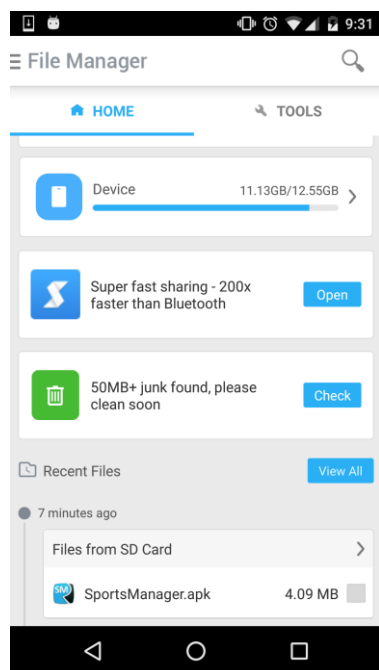 9:31
File Manager
HOME
TOOLS
Device
11.13GB/12.55GB
Super fast sharing - 200x
faster than Bluetooth
Open
50MB+ junk found, please
clean soon
Check
Recent Files
View All
7 minutes ago
Files from SD Card
SM
SportsManager.apk
4.09 MB